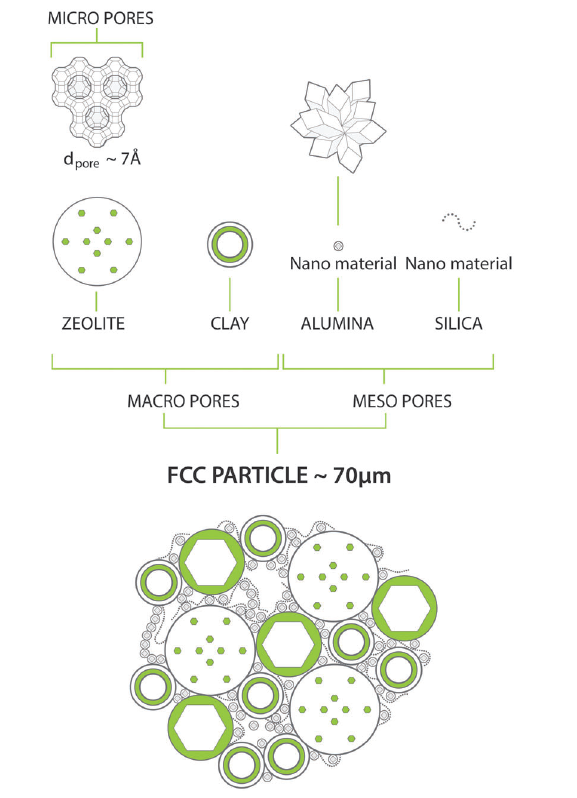 MICRO PORES
dpore ~ 7Å
Nano material
Nano material
ZEOLITE
CLAY
ALUMINA
SILICA
MACRO PORES
MESO PORES
FCC PARTICLE ~ 70μm